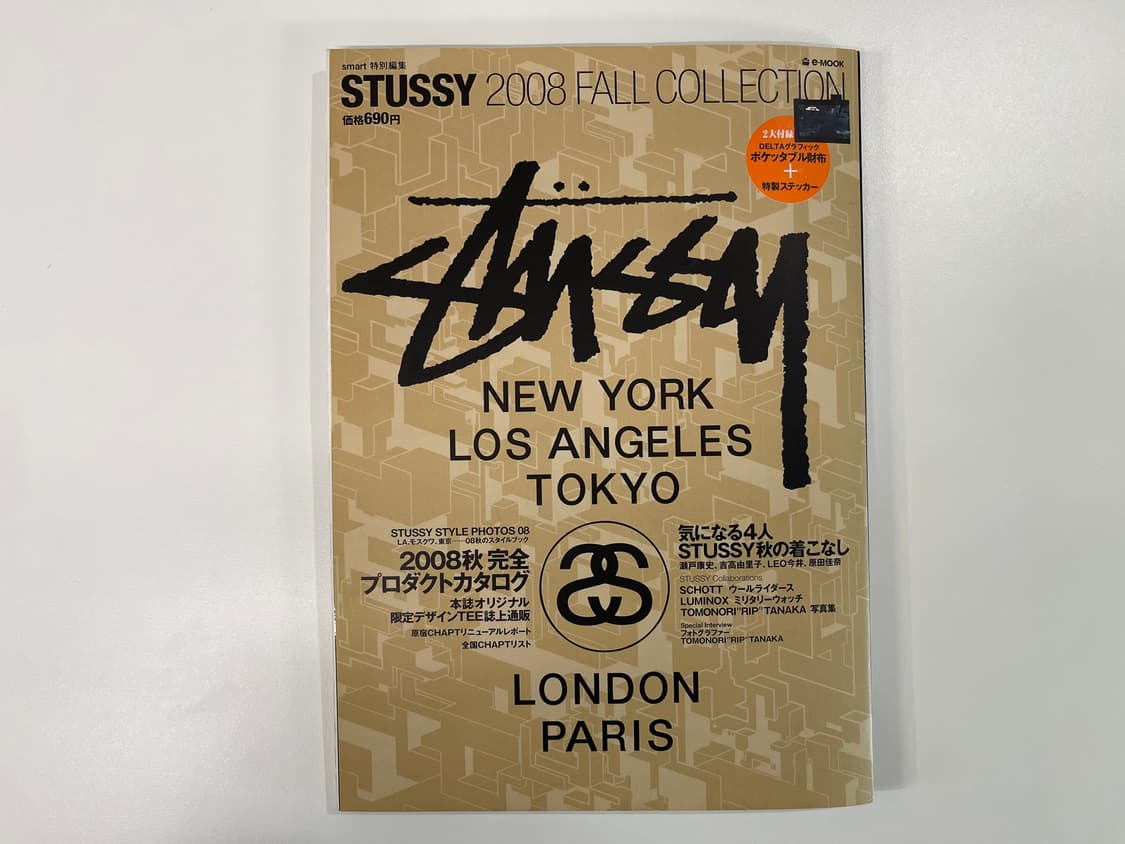 smart 特別編集
e-MOOK
STUSSY 2008 FALL COLLECTION
価格690円
2大付録
DELTAグラフィック
ポケッタブル財布
+
特製ステッカー
stüssy
NEW YORK
LOS ANGELES
TOKYO
STUSSY STYLE PHOTOS 08
LA、モスクワ、東京——08秋のスタイルブック
2008秋 完全
プロダクトカタログ
本誌オリジナル
限定デザインTEE誌上通販
原宿CHAPTリニューアルレポート
全国CHAPTリスト
気になる4人
STUSSY秋の着こなし
瀬戸康史、吉高由里子、LEO今井、原田佳奈
STUSSY Collaborations
SCHOTT ウールライダース
LUMINOX ミリタリーウォッチ
TOMONORI"RIP"TANAKA 写真集
Special Interview
フォトグラファー
TOMONORI"RIP"TANAKA
LONDON
PARIS